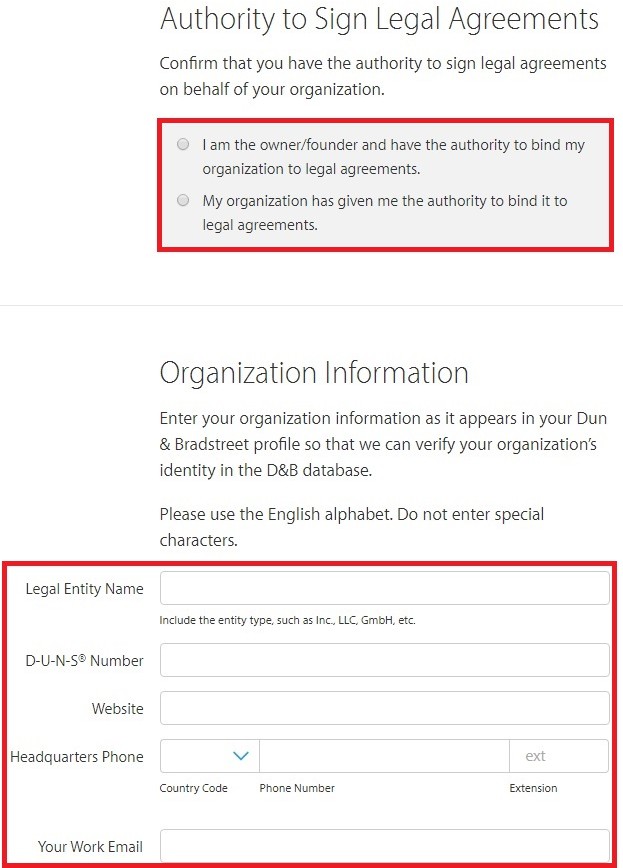 Authority to Sign Legal Agreements
Confirm that you have the authority to sign legal agreements
on behalf of your organization.
I am the owner/founder and have the authority to bind my
organization to legal agreements.
My organization has given me the authority to bind it to
legal agreements.
Organization Information
Enter your organization information as it appears in your Dun
& Bradstreet profile so that we can verify your organization’s
identity in the D&B database.
Please use the English alphabet. Do not enter special
characters.
Legal Entity Name
Include the entity type, such as Inc., LLC, GmbH, etc.
D-U-N-S® Number
Website
Headquarters Phone
ext
Country Code Phone Number Extension
Your Work Email